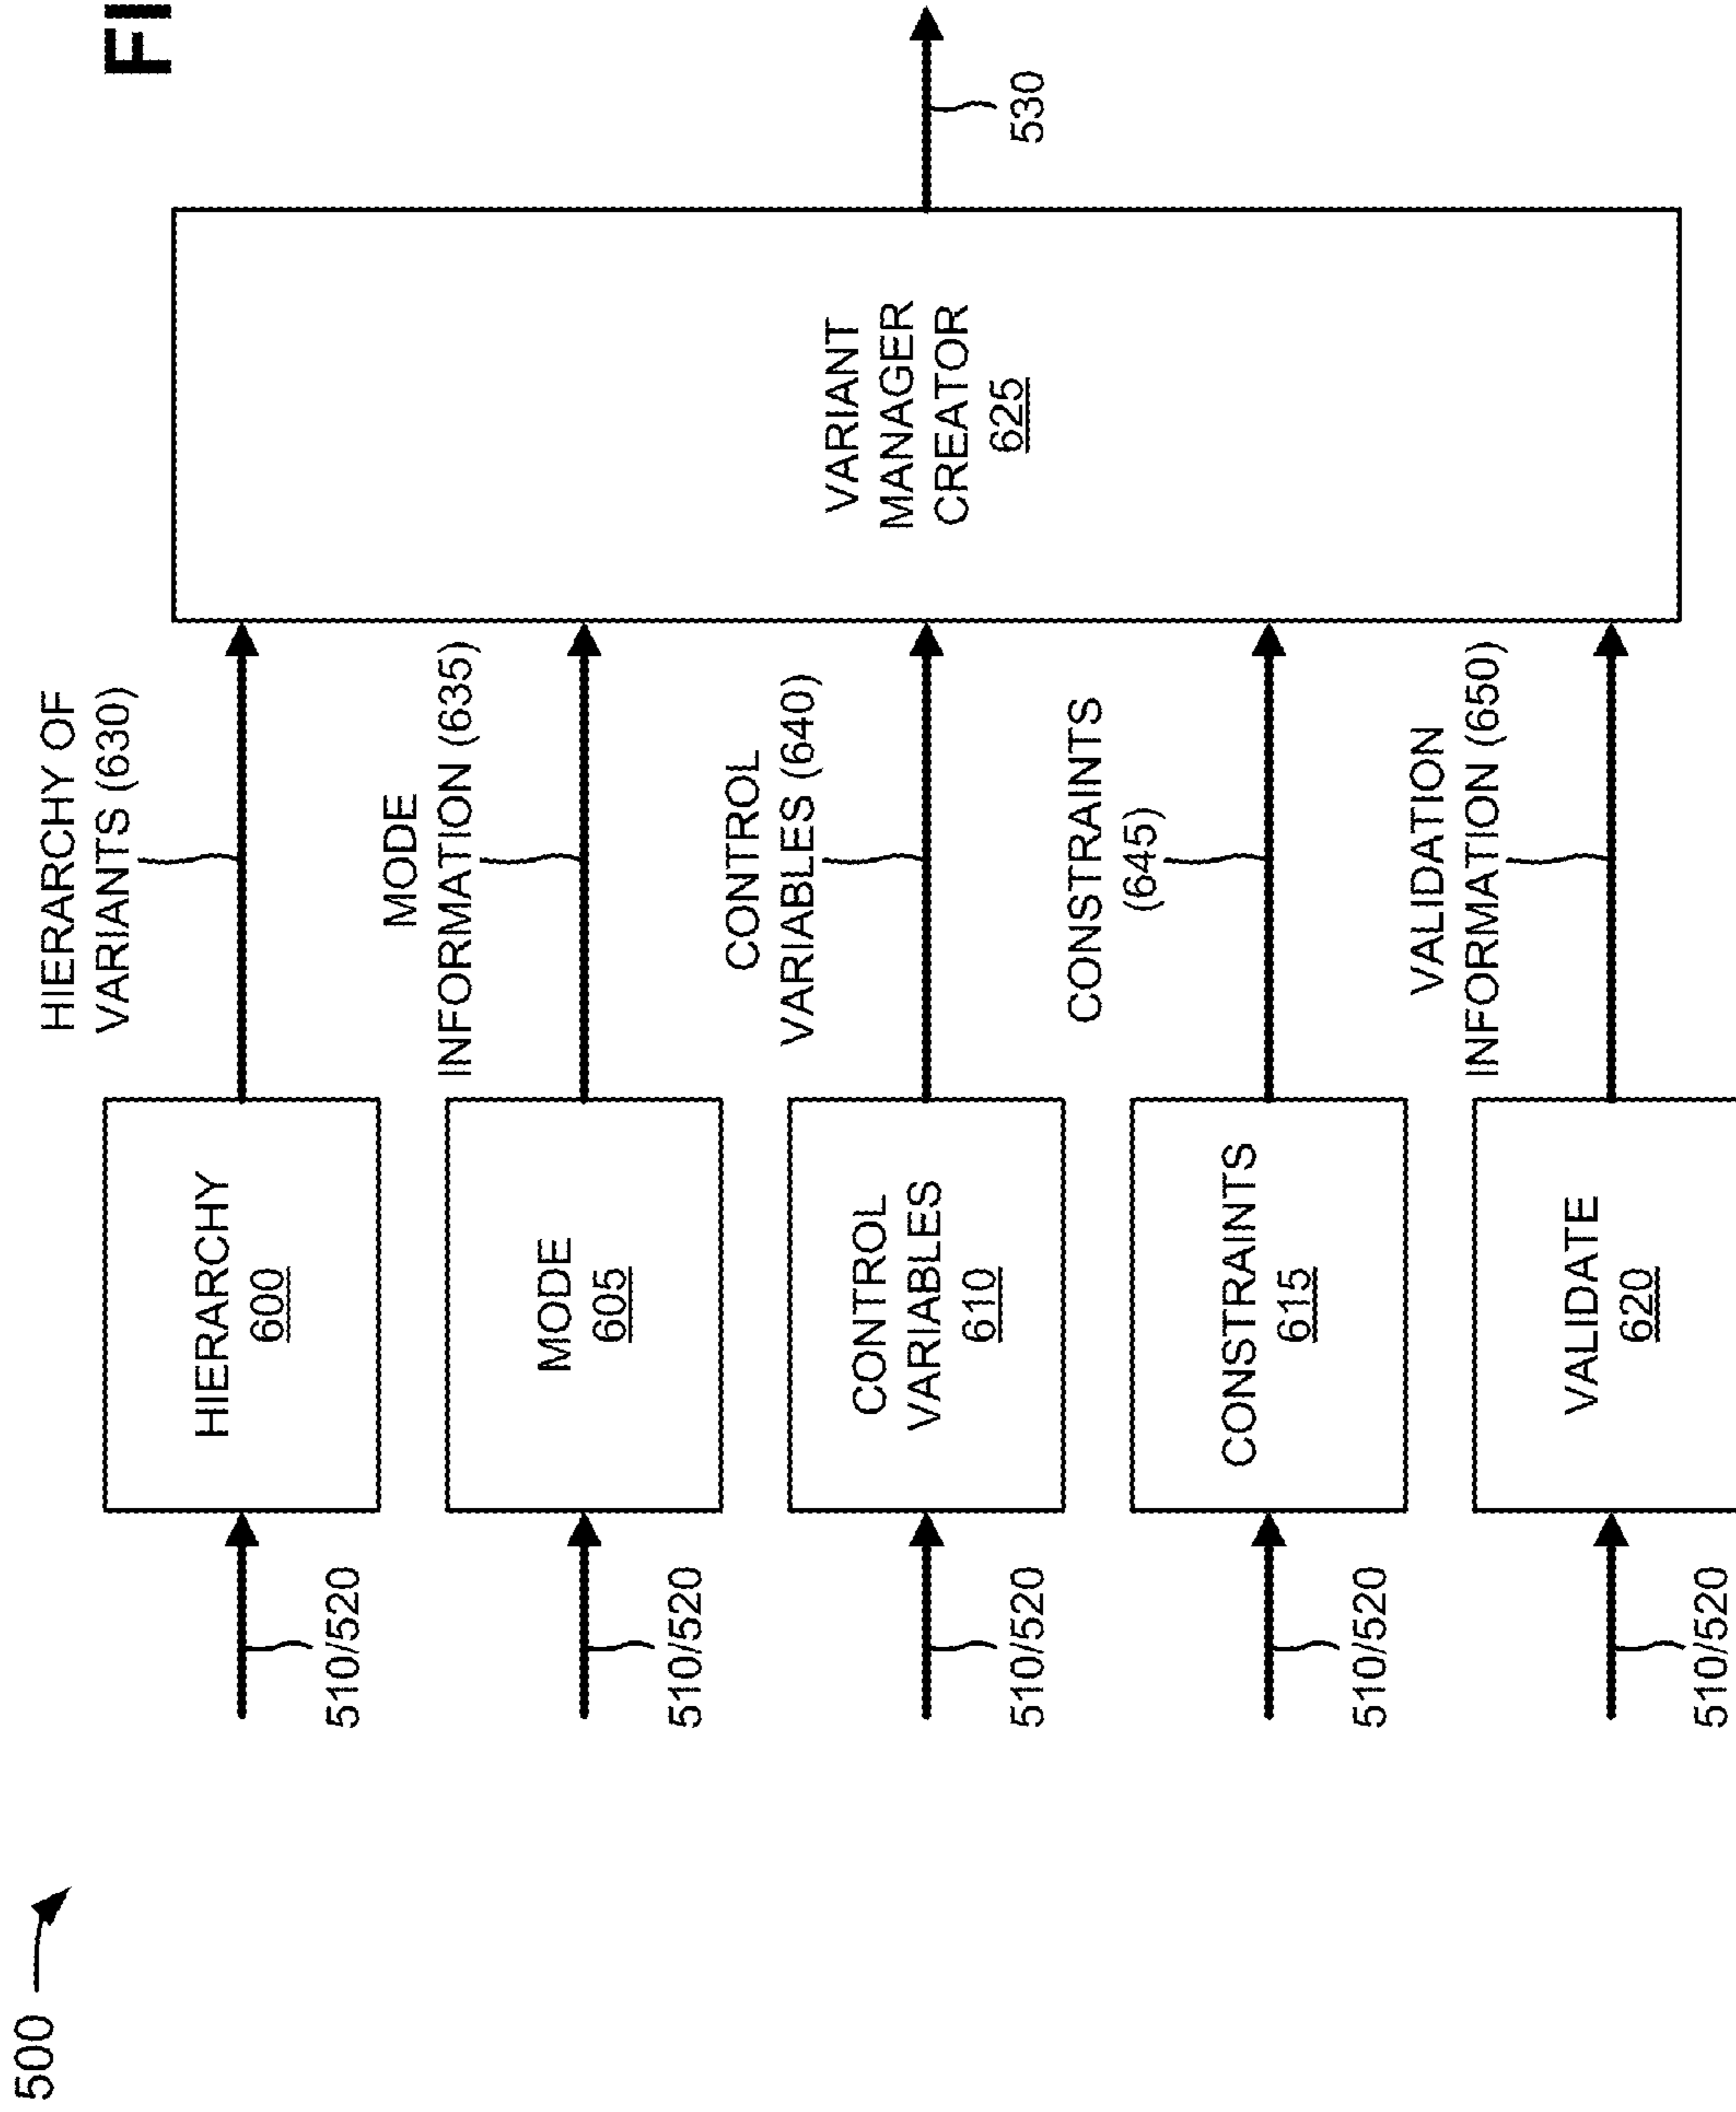 500
FI
510/520
HIERARCHY
600
HIERARCHY OF
VARIANTS (630)
510/520
MODE
605
MODE
INFORMATION (635)
510/520
CONTROL
VARIABLES
610
CONTROL
VARIABLES (640)
510/520
CONSTRAINTS
615
CONSTRAINTS
(645)
510/520
VALIDATE
620
VALIDATION
INFORMATION (650)
VARIANT
MANAGER
CREATOR
625
530